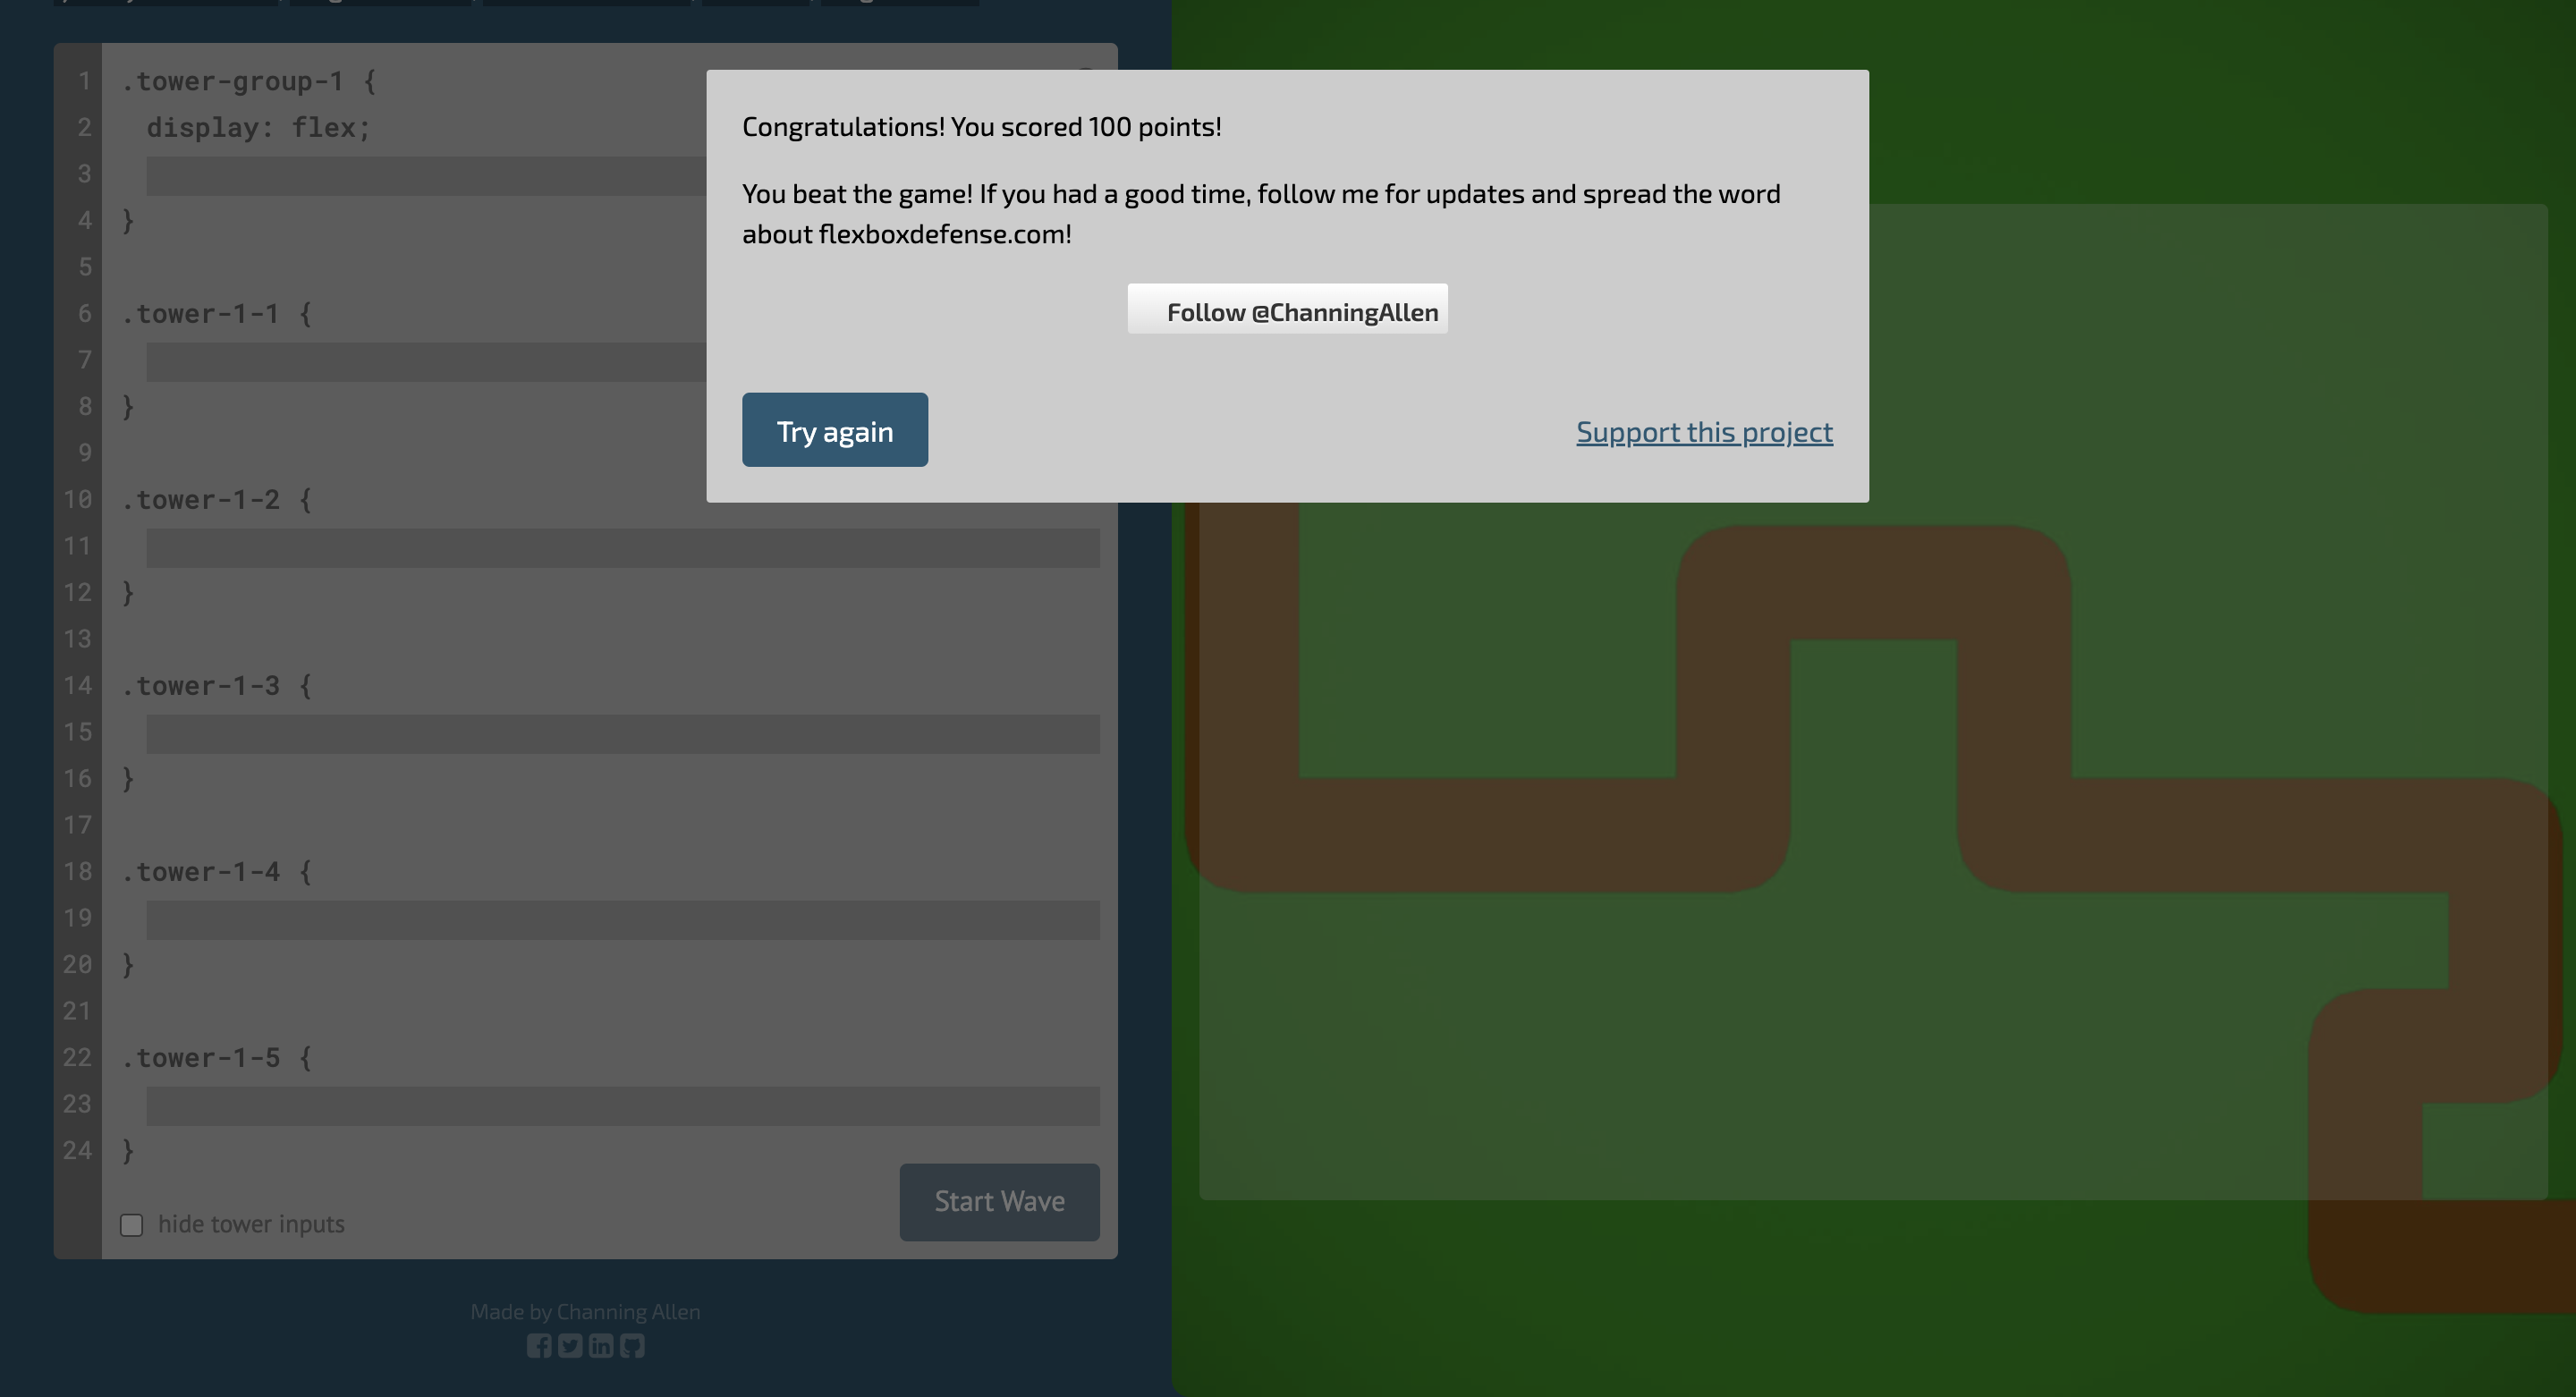 1 .tower-group-1 {
2 display: flex;
3
4 }
5
6 .tower-1-1 {
7
8 }
9
10 .tower-1-2 {
11
12 }
13
14 .tower-1-3 {
15
16 }
17
18 .tower-1-4 {
19
20 }
21
22 .tower-1-5 {
23
24 }
hide tower inputs
Start Wave
Made by Channing Allen
Congratulations! You scored 100 points!
You beat the game! If you had a good time, follow me for updates and spread the word
about flexboxdefense.com!
Follow @ChanningAllen
Try again
Support this project